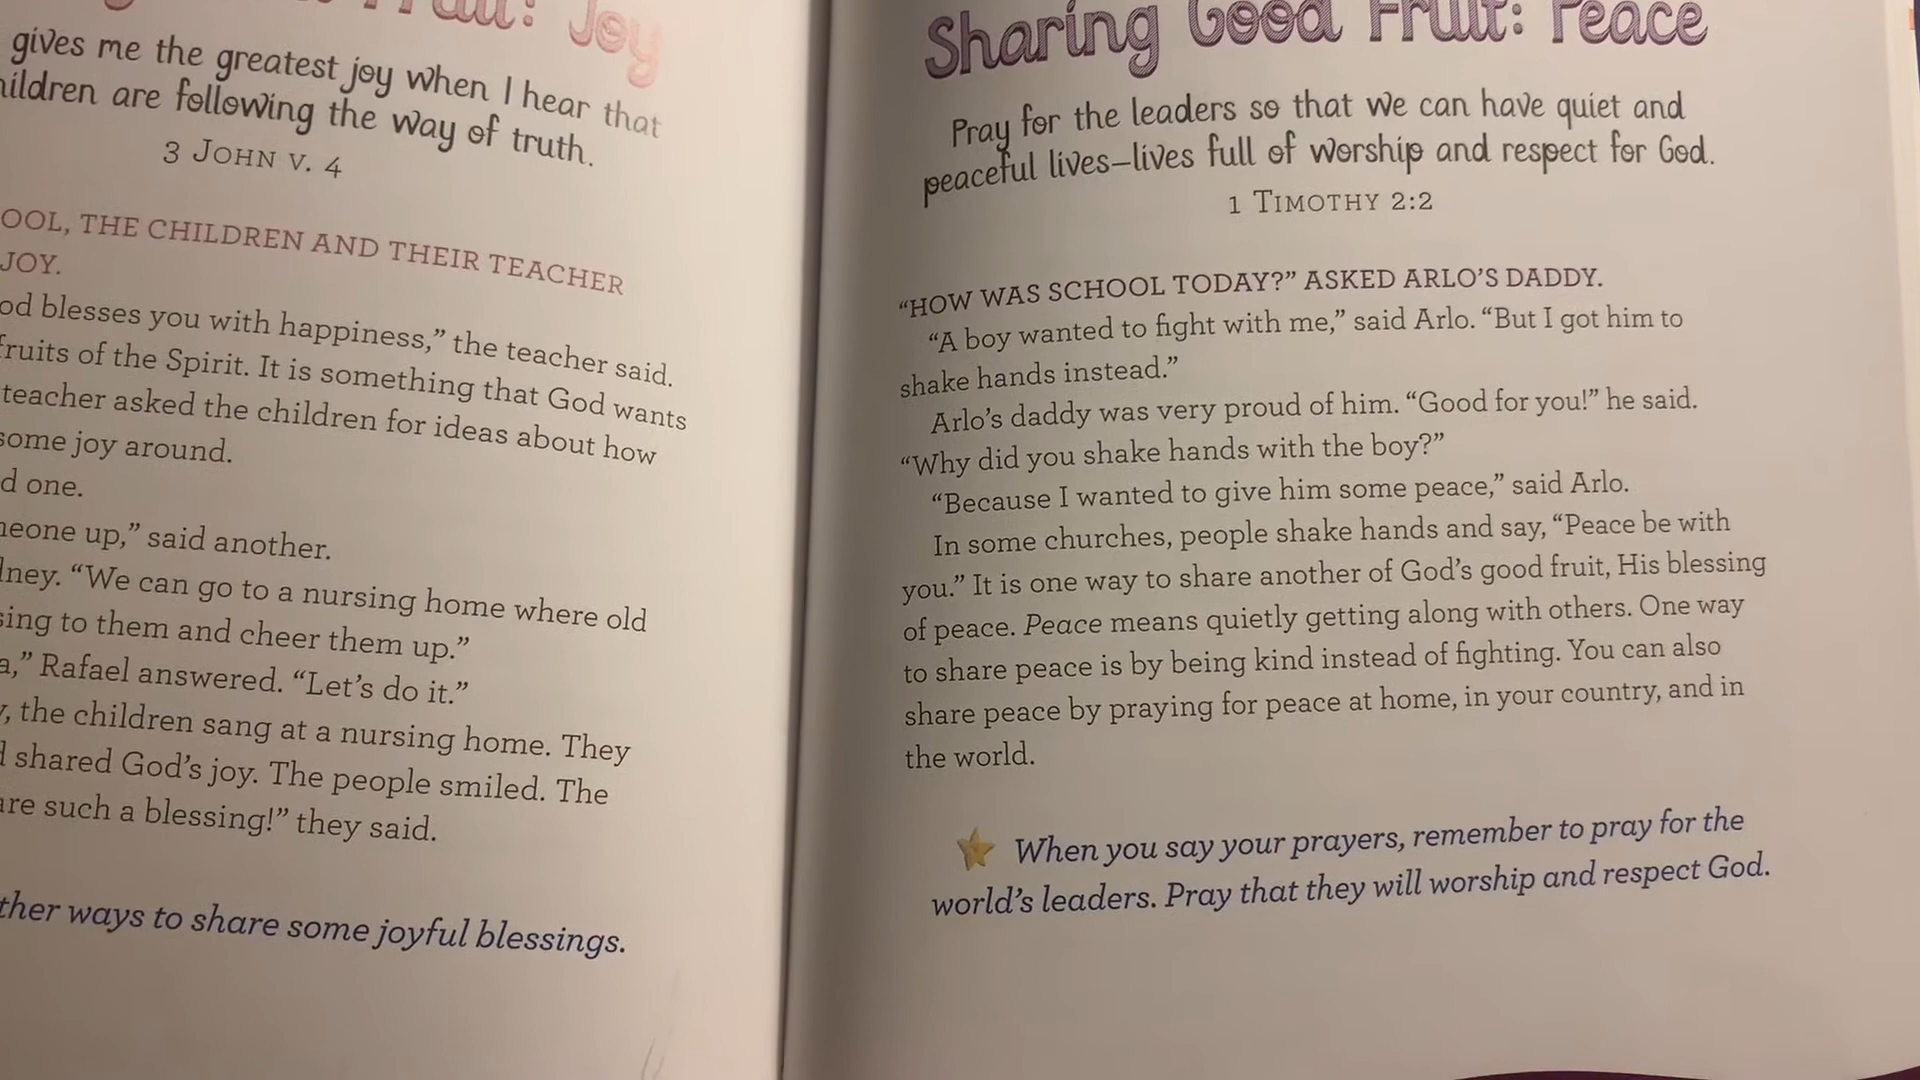 Fruit: Joy
gives me the greatest joy when I hear that
children are following the way of truth.
3 JOHN V. 4
OOL, THE CHILDREN AND THEIR TEACHER
JOY.
od blesses you with happiness,” the teacher said.
fruits of the Spirit. It is something that God wants
teacher asked the children for ideas about how
some joy around.
d one.
meone up,” said another.
dney. “We can go to a nursing home where old
sing to them and cheer them up.”
a,” Rafael answered. “Let’s do it.”
y, the children sang at a nursing home. They
d shared God’s joy. The people smiled. The
are such a blessing!” they said.
ther ways to share some joyful blessings.
Sharing Good Fruit: Peace
Pray for the leaders so that we can have quiet and
peaceful lives—lives full of worship and respect for God.
1 TIMOTHY 2:2
“HOW WAS SCHOOL TODAY?” ASKED ARLO’S DADDY.
“A boy wanted to fight with me,” said Arlo. “But I got him to
shake hands instead.”
Arlo’s daddy was very proud of him. “Good for you!” he said.
“Why did you shake hands with the boy?”
“Because I wanted to give him some peace,” said Arlo.
In some churches, people shake hands and say, “Peace be with
you.” It is one way to share another of God’s good fruit, His blessing
of peace. Peace means quietly getting along with others. One way
to share peace is by being kind instead of fighting. You can also
share peace by praying for peace at home, in your country, and in
the world.
When you say your prayers, remember to pray for the
world’s leaders. Pray that they will worship and respect God.